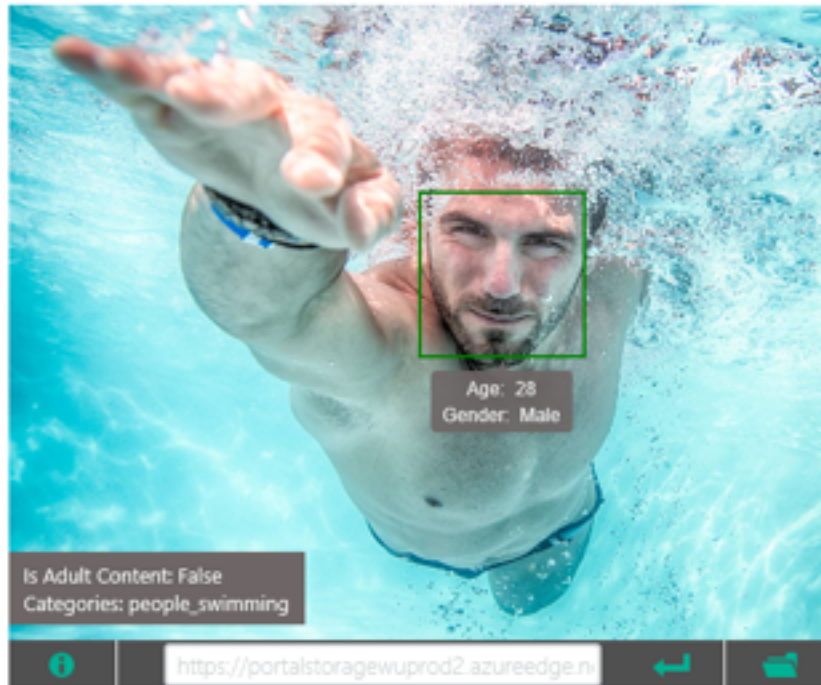 Age: 28
Gender: Male
Is Adult Content: False
Categories: people_swimming
https://portalstoragewuprod2.azureedge.n